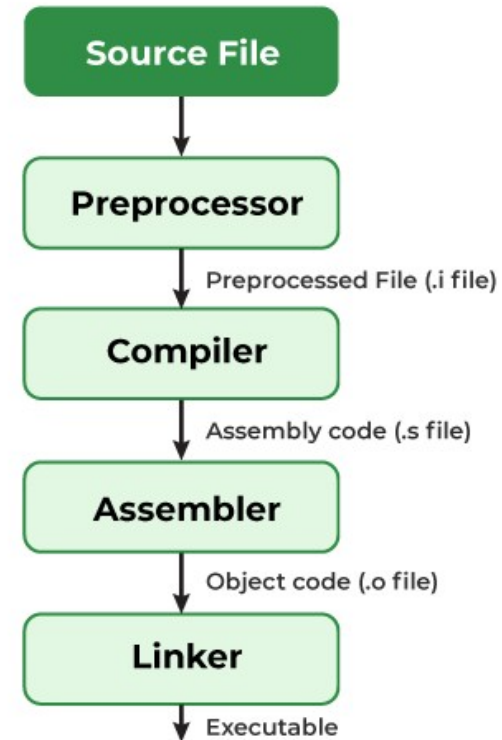 Source File
Preprocessor
Preprocessed File (.i file)
Compiler
Assembly code (.s file)
Assembler
Object code (.o file)
Linker
Executable